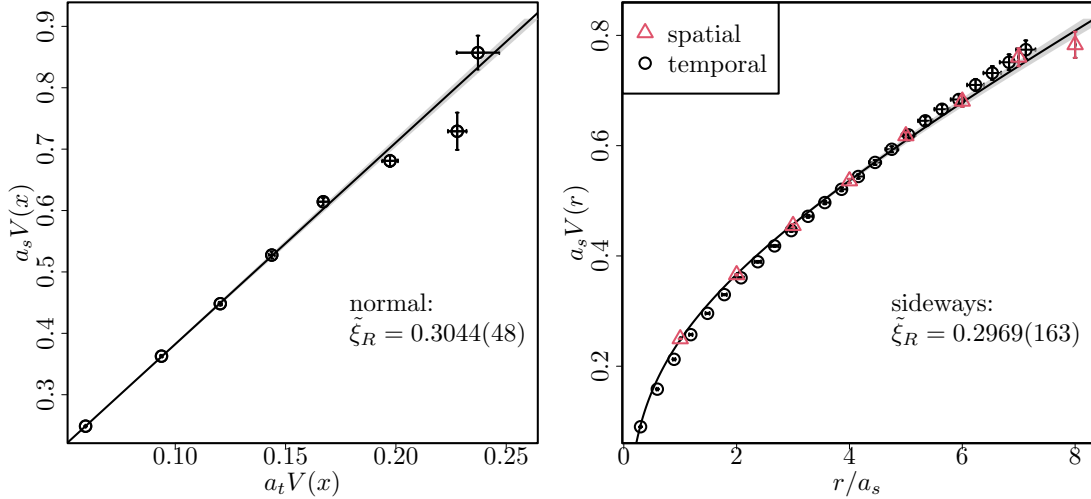 0.9
0.8
0.7
0.6
0.5
0.4
0.3
a_s V(x)
normal:
ξ̃_R = 0.3044(48)
0.10
0.15
0.20
0.25
a_t V(x)
spatial
temporal
0.8
0.6
0.4
0.2
a_s V(r)
sideways:
ξ̃_R = 0.2969(163)
0
2
4
6
8
r/a_s